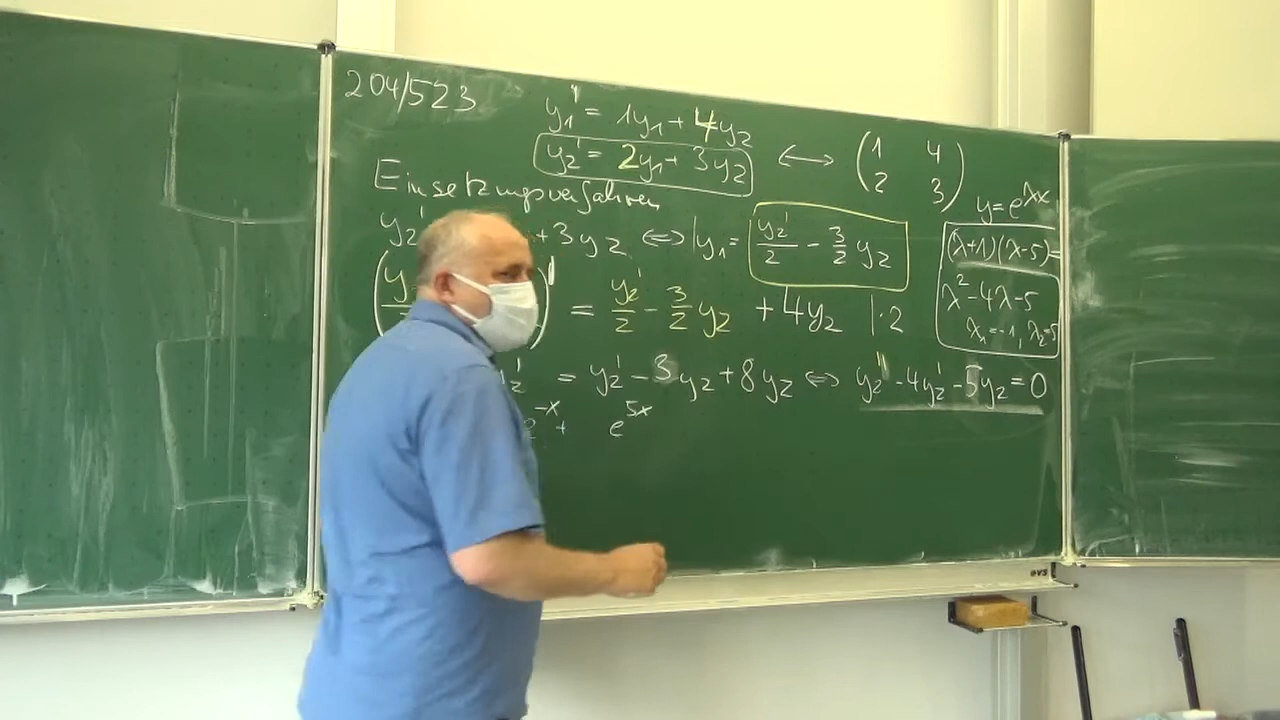 204/523
y₁' = 1y₁ + 4y₂
y₂' = 2y₁ + 3y₂ ⟷ (1 4
2 3)
Einsetzungsverfahren
y = e^λx
y₂' + 3y₂ ⟺ |y₁ = y₂'/2 - 3/2 y₂
(λ+1)(λ-5)=
(y )' = y₂'/2 - 3/2 y₂ + 4y₂ |·2
λ² - 4λ - 5
λ₁=-1, λ₂=5
= y₂' - 3y₂ + 8y₂ ⟺ y₂'' - 4y₂' - 5y₂ = 0
e^-x + e^5x
ovs